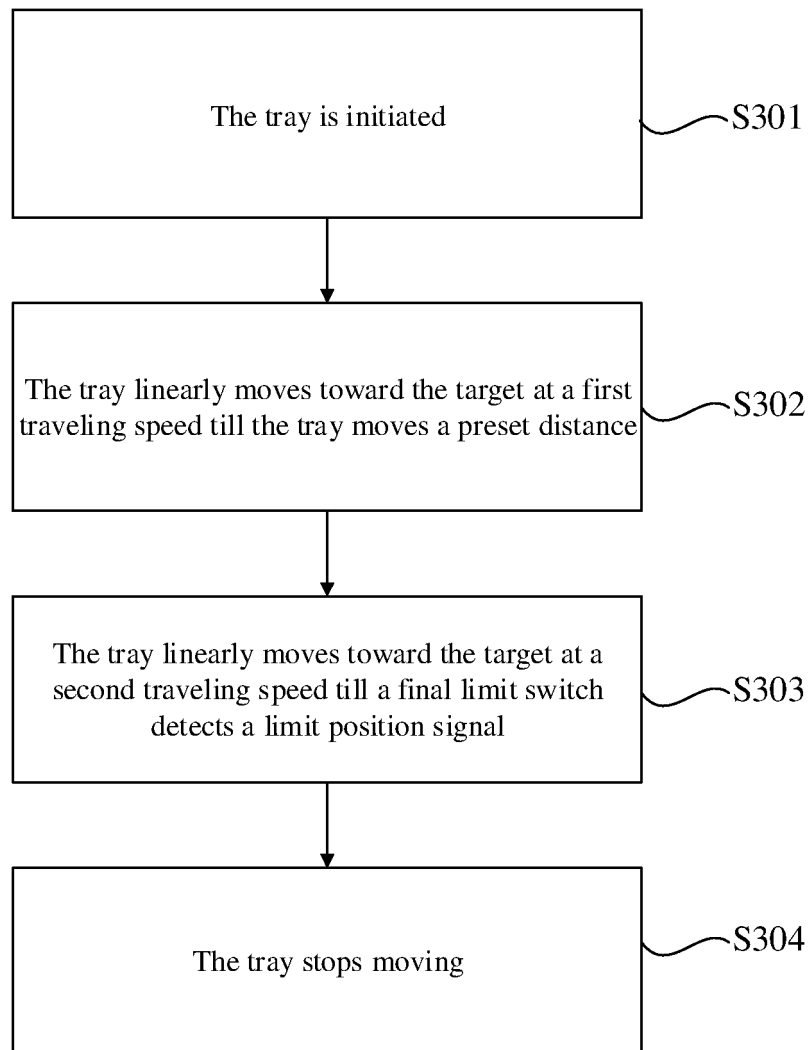 The tray is initiated
S301
The tray linearly moves toward the target at a first
traveling speed till the tray moves a preset distance
S302
The tray linearly moves toward the target at a
second traveling speed till a final limit switch
detects a limit position signal
S303
The tray stops moving
S304